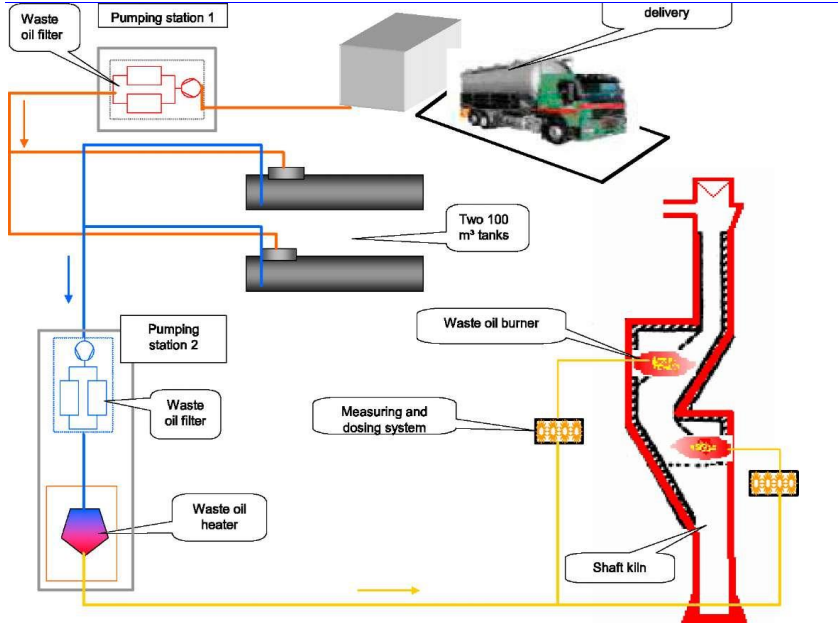 Waste
oil filter
Pumping station 1
delivery
Two 100
m³ tanks
Waste oil burner
Pumping
station 2
Waste
oil filter
Measuring and
dosing system
Waste oil
heater
Shaft kiln